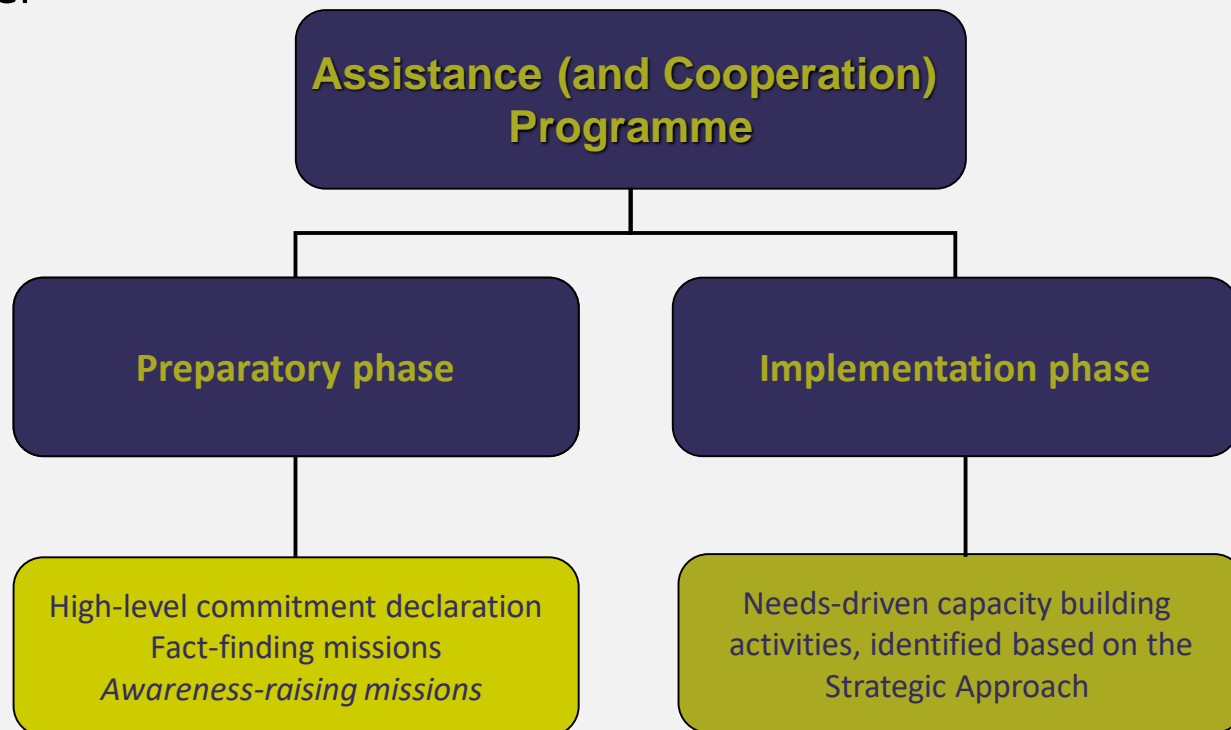 Assistance (and Cooperation)
Programme
Preparatory phase
Implementation phase
High-level commitment declaration
Fact-finding missions
Awareness-raising missions
Needs-driven capacity building
activities, identified based on the
Strategic Approach